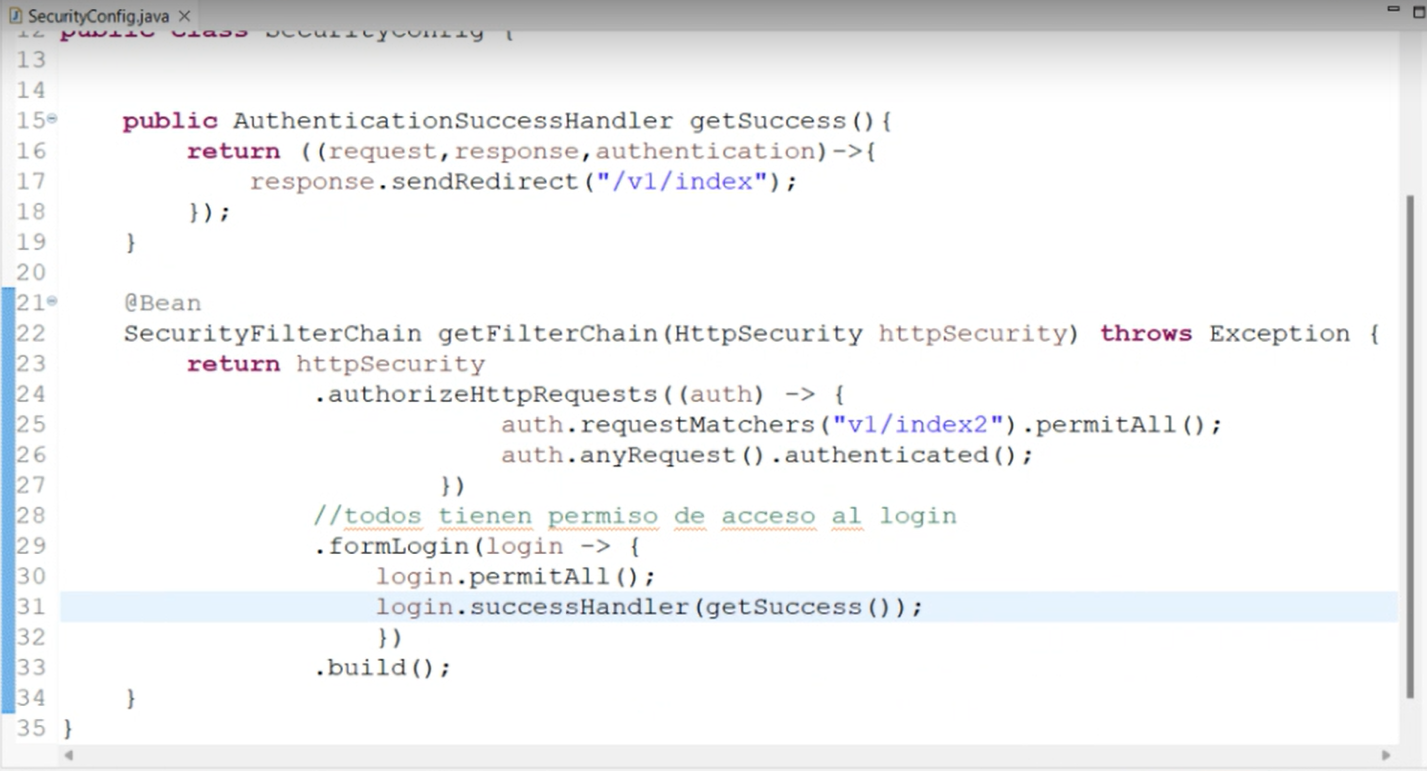 SecurityConfig.java
12 public class SecurityConfig {
13
14
15 public AuthenticationSuccessHandler getSuccess(){
16 return ((request,response,authentication)->{
17 response.sendRedirect("/v1/index");
18 });
19 }
20
21 @Bean
22 SecurityFilterChain getFilterChain(HttpSecurity httpSecurity) throws Exception {
23 return httpSecurity
24 .authorizeHttpRequests((auth) -> {
25 auth.requestMatchers("v1/index2").permitAll();
26 auth.anyRequest().authenticated();
27 })
28 //todos tienen permiso de acceso al login
29 .formLogin(login -> {
30 login.permitAll();
31 login.successHandler(getSuccess());
32 })
33 .build();
34 }
35 }